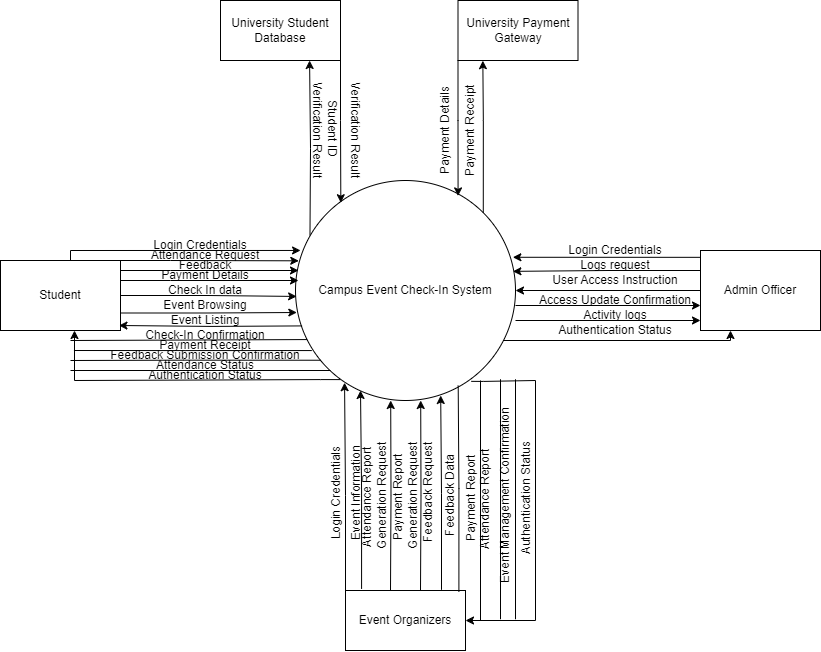 University Student
Database
University Payment
Gateway
Verification Result
Student ID
Verification Result
Payment Details
Payment Receipt
Login Credentials
Attendance Request
Feedback
Payment Details
Check In data
Event Browsing
Event Listing
Check-In Confirmation
Payment Receipt
Feedback Submission Confirmation
Attendance Status
Authentication Status
Student
Campus Event Check-In System
Login Credentials
Logs request
User Access Instruction
Access Update Confirmation
Activity logs
Authentication Status
Admin Officer
Login Credentials
Event Information
Attendance Report
Generation Request
Payment Report
Generation Request
Feedback Request
Feedback Data
Payment Report
Attendance Report
Event Management Confirmation
Authentication Status
Event Organizers